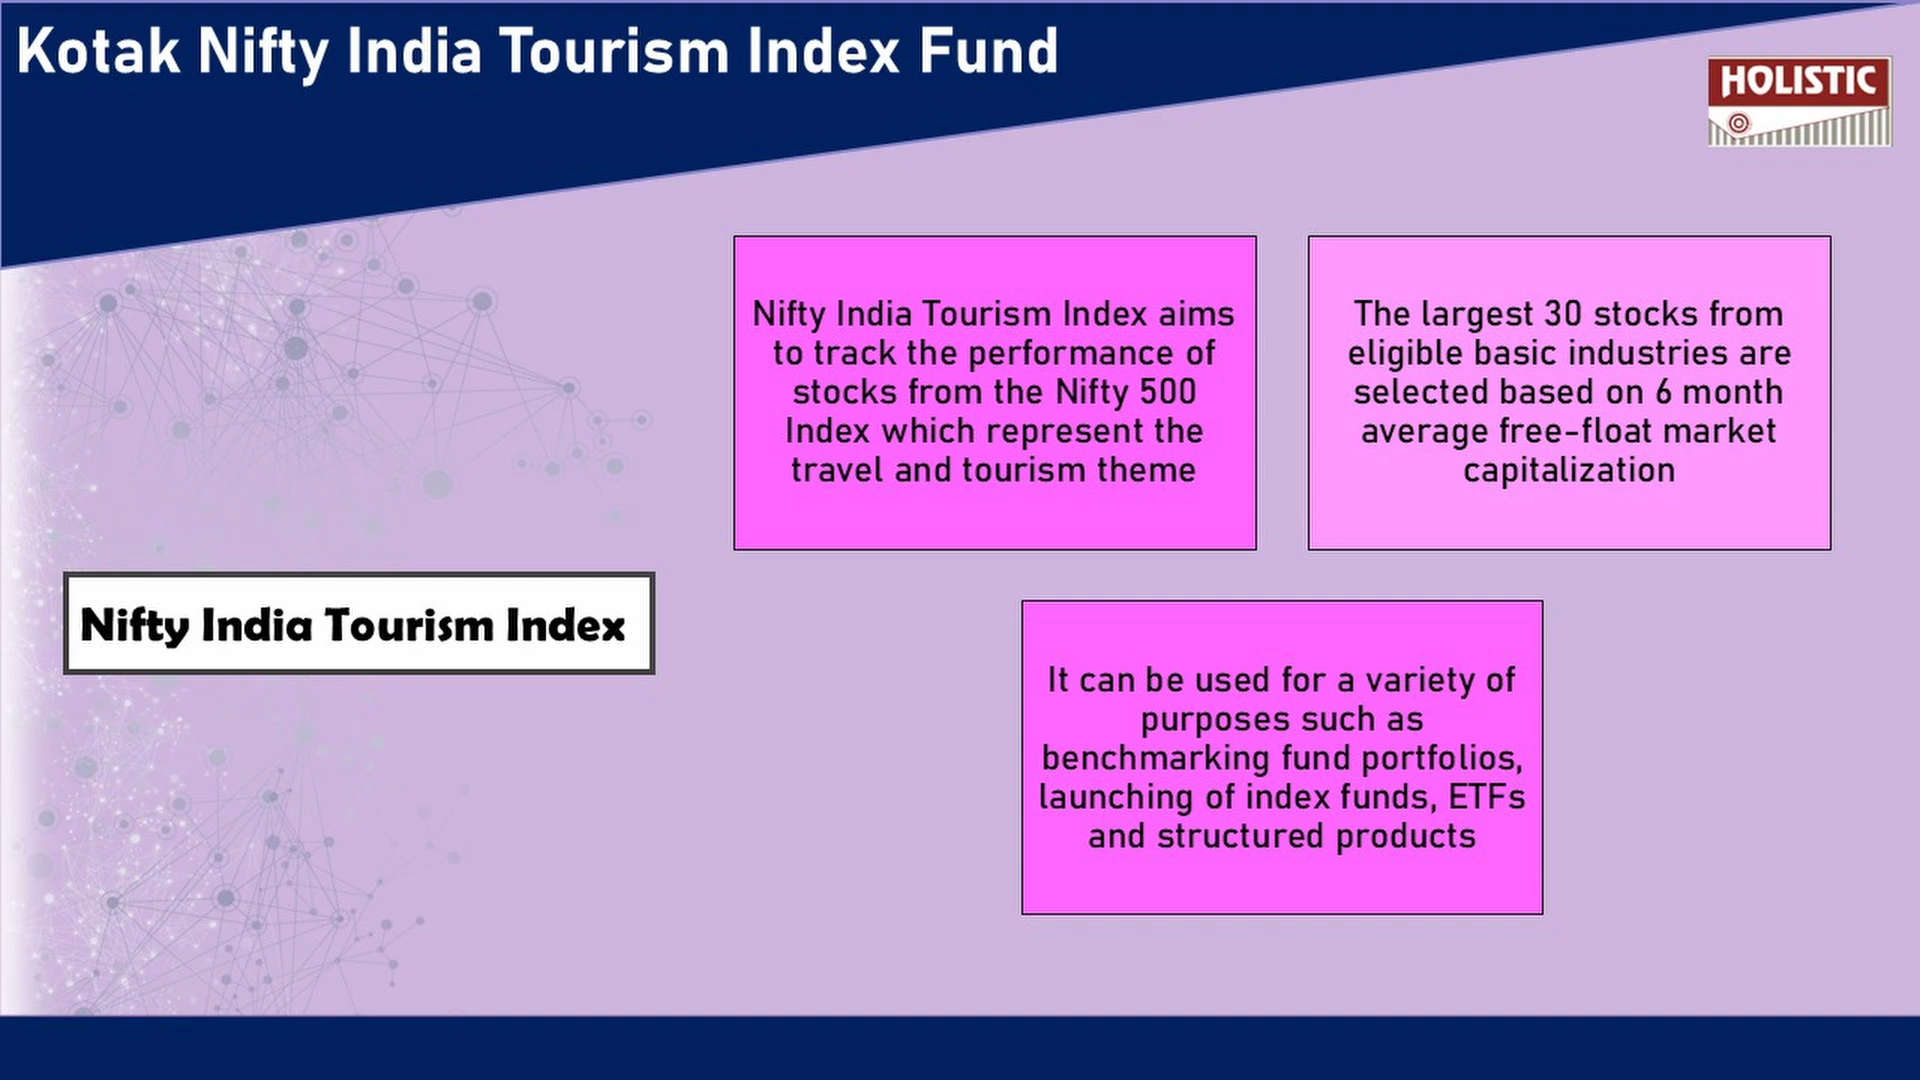 Kotak Nifty India Tourism Index Fund
HOLISTIC
Nifty India Tourism Index aims
to track the performance of
stocks from the Nifty 500
Index which represent the
travel and tourism theme
The largest 30 stocks from
eligible basic industries are
selected based on 6 month
average free-float market
capitalization
Nifty India Tourism Index
It can be used for a variety of
purposes such as
benchmarking fund portfolios,
launching of index funds, ETFs
and structured products